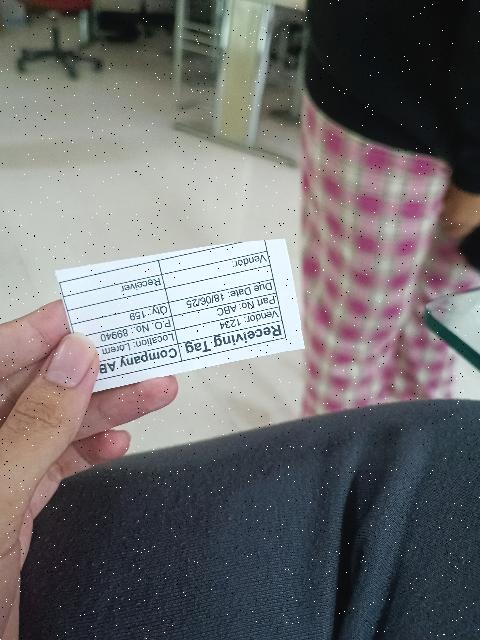 Receiving Tag Company AB
Vendor: 1234 Location: Lorem
Pan No ABC P.O. No. 89940
Due Date: 18/06/25 Qty: 159
Vendor Receiver